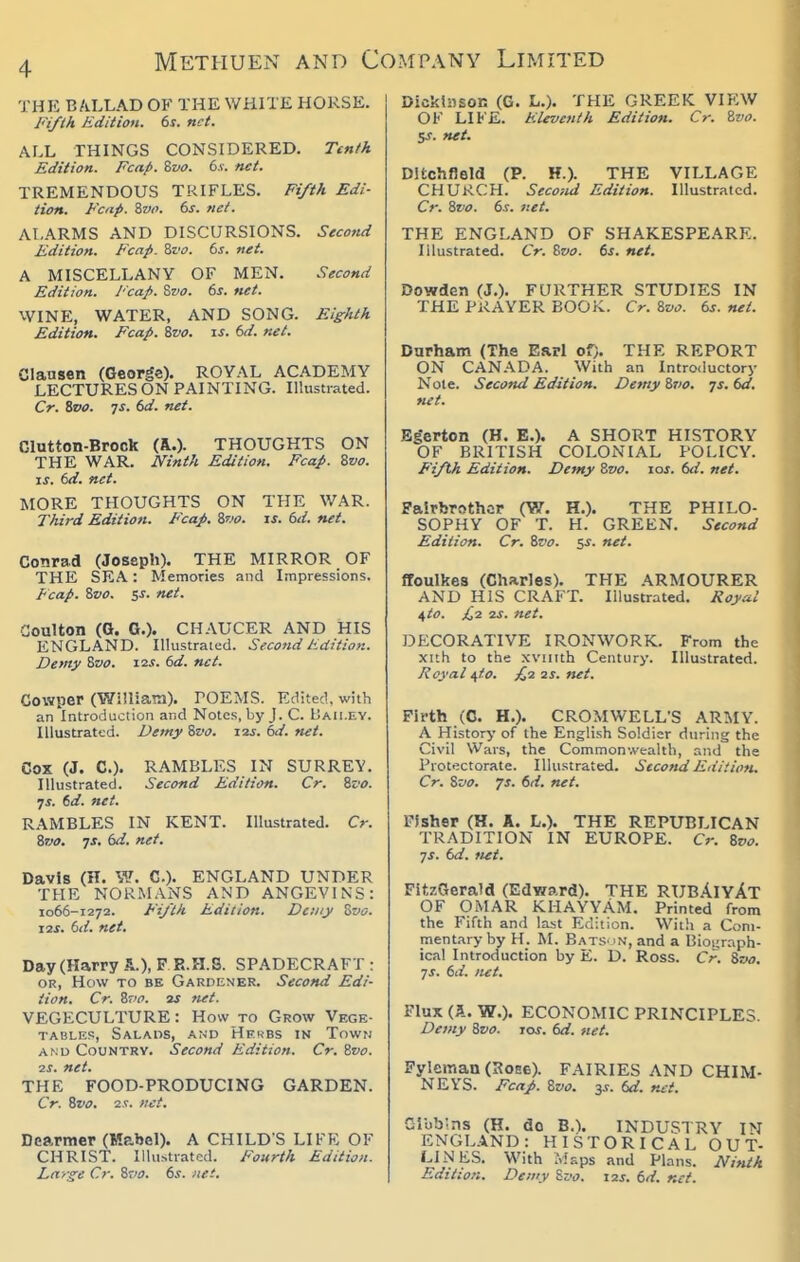 4
METHUEN AND COMPANY LIMITED
THE BALLAD OF THE WHITE HORSE.
Fifth Edition. 6s. net.
ALL THINGS CONSIDERED. Tenth
Edition. Fcap. 8vo. 6s. net.
TREMENDOUS TRIFLES. Fifth Edi-
tion. Fcap. 8vo. 6s. net.
ALARMS AND DISCURSIONS. Second
Edition. Fcap. 8vo. 6s. net.
A MISCELLANY OF MEN. Second
Edition. Fcap. 8vo. 6s. net.
WINE, WATER, AND SONG. Eighth
Edition. Fcap. 8vo. 1s. 6d. net.
Clausen (George). ROYAL ACADEMY
LECTURES ON PAINTING. Illustrated.
Cr. 8vo. 7s. 6d. net.
Clutton-Brock (A.). THOUGHTS ON
THE WAR. Ninth Edition. Fcap. 8vo.
1s. 6d. net.
MORE THOUGHTS ON THE WAR.
Third Edition. Fcap. 8vo. 1s. 6d. net.
Conrad (Joseph). THE MIRROR OF
THE SEA: Memories and Impressions.
Fcap. 8vo. 5s. net.
Coulton (G. G.). CHAUCER AND HIS
ENGLAND. Illustrated. Second Edition.
Demy 8vo. 12s. 6d. net.
Cowper (William). POEMS. Edited, with
an Introduction and Notes, by J. C. BAILEY.
Illustrated. Demy 8vo. 12s. 6d. net.
Cox (J. C.). RAMBLES IN SURREY.
Illustrated. Second Edition. Cr. 8vo.
7s. 6d. net.
RAMBLES IN KENT. Illustrated. Cr.
8vo. 7s. 6d. net.
Davis (H. W. C.). ENGLAND UNDER
THE NORMANS AND ANGEVINS:
1066-1272. Fifth Edition. Demy 8vo.
12s. 6d. net.
Day (Harry A.), F.R.H.S. SPADECRAFT:
OR, HOW TO BE GARDENER. Second Edi-
tion. Cr. 8vo. 2s net.
VEGECULTURE: HOW TO GROW VEGE-
TABLES, SALADS, AND HERBS IN TOWN
AND COUNTRY. Second Edition. Cr. 8vo.
2s. net.
THE FOOD-PRODUCING GARDEN.
Cr. 8vo. 2s. net.
Dearmer (Mabel). A CHILD'S LIFE OF
CHRIST. Illustrated. Fourth Edition.
Large Cr. 8vo. 6s. net.
Dickinson (G. L.). THE GREEK VIEW
OF LIFE. Eleventh Edition. Cr. 8vo.
5s. net.
Ditchfield (P. H.). THE VILLAGE
CHURCH. Second Edition. Illustrated.
Cr. 8vo. 6s. net.
THE ENGLAND OF SHAKESPEARE.
Illustrated. Cr. 8vo. 6s. net.
Dowden (J.). FURTHER STUDIES IN
THE PRAYER BOOK. Cr. 8vo. 6s. net.
Durham (The Earl of). THE REPORT
ON CANADA. With an Introductory
Note. Second Edition. Demy 8vo. 7s. 6d.
net.
Egerton (H. E.). A SHORT HISTORY
OF BRITISH COLONIAL POLICY.
Fifth Edition. Demy 8vo. 10s. 6d. net.
Fairbrother (W. H.). THE PHILO-
SOPHY OF T. H. GREEN. Second
Edition. Cr. 8vo. 5s. net.
ffoulkes (Charles). THE ARMOURER
AND HIS CRAFT. Illustrated. Royal
4to. £2 2s. net.
DECORATIVE IRONWORK. From the
XIth to the XVIIIth Century. Illustrated.
Royal 4to. £2 2s. net.
Firth (C. H.). CROMWELL'S ARMY.
A History of the English Soldier during the
Civil Wars, the Commonwealth, and the
Protectorate. Illustrated. Second Edition.
Cr. 8vo. 7s. 6d. net.
Fisher (H. A. L.). THE REPUBLICAN
TRADITION IN EUROPE. Cr. 8vo.
7s. 6d. net.
FitzGerald (Edward). THE RUBÁIYÁT
OF OMAR KHAYYÁM. Printed from
the Fifth and last Edition. With a Com-
mentary by H. M. BATSON, and a Biograph-
ical Introduction by E. D. Ross. Cr. 8vo.
7s. 6d. net.
Flux (A. W.). ECONOMIC PRINCIPLES.
Demy 8vo. 10s. 6d. net.
Fyleman (Rose). FAIRIES AND CHIM-
NEYS. Fcap. 8vo. 3s. 6d. net.
Gibbins (H. de B.). INDUSTRY IN
ENGLAND: HISTORICAL OUT-
LINES. With Maps and Plans. Ninth
Edition. Demy 8vo. 12s. 6d. net.